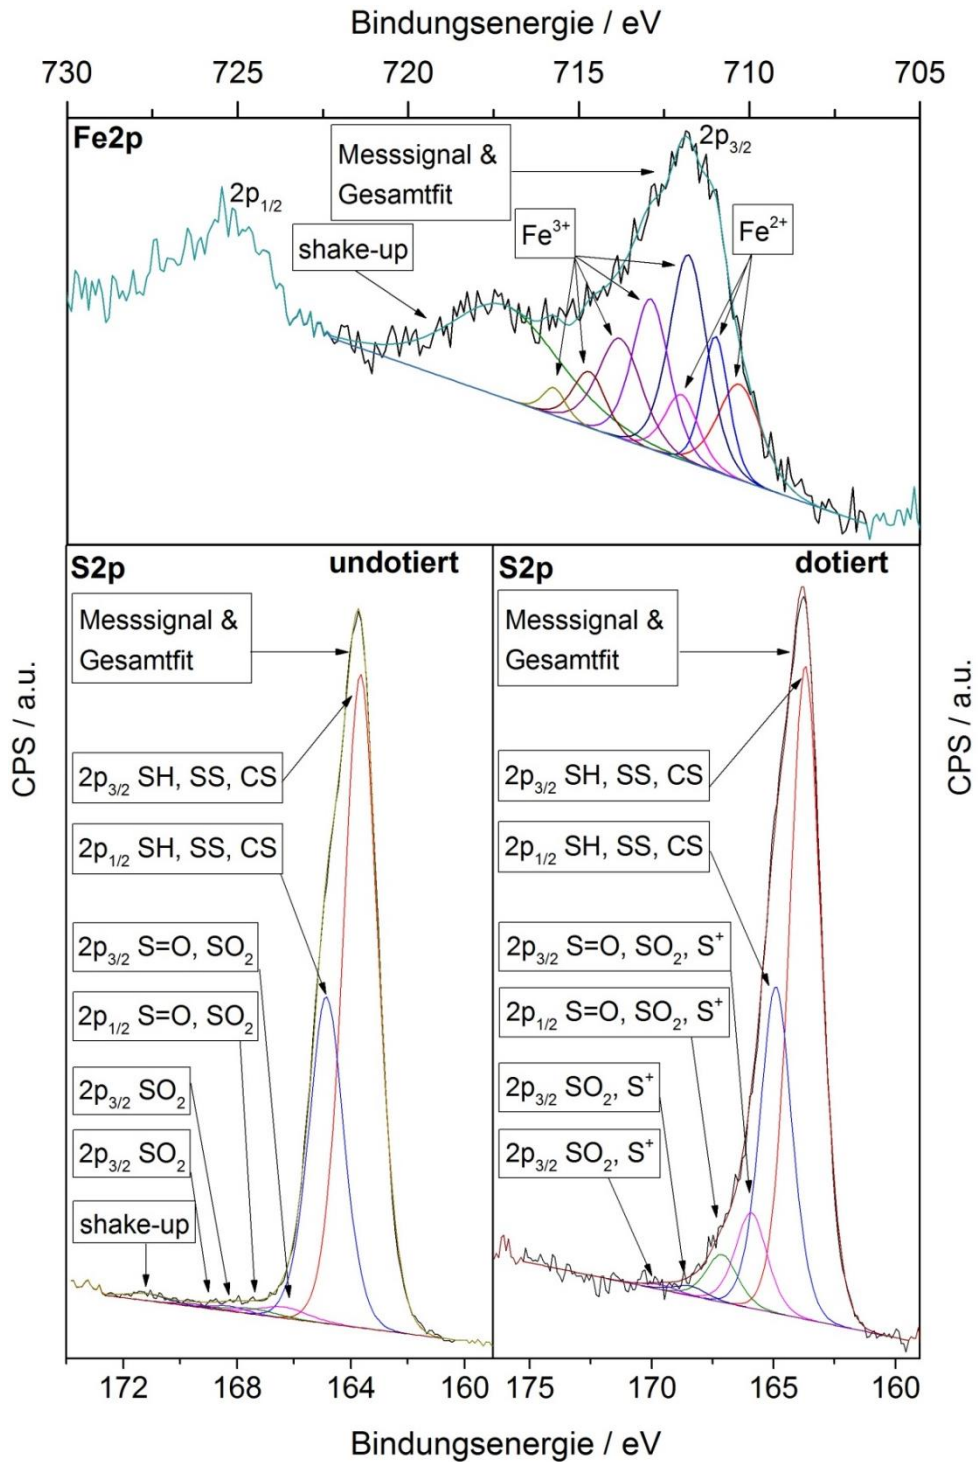 Bindungsenergie / eV
730 725 720 715 710 705
Fe2p
2p₃/₂
Messsignal &
Gesamtfit
2p₁/₂
Fe³⁺
Fe²⁺
shake-up
CPS / a.u.
S2p undotiert
Messsignal &
Gesamtfit
2p₃/₂ SH, SS, CS
2p₁/₂ SH, SS, CS
2p₃/₂ S=O, SO₂
2p₁/₂ S=O, SO₂
2p₃/₂ SO₂
2p₃/₂ SO₂
shake-up
172 168 164 160
S2p dotiert
Messsignal &
Gesamtfit
2p₃/₂ SH, SS, CS
2p₁/₂ SH, SS, CS
2p₃/₂ S=O, SO₂, S⁺
2p₁/₂ S=O, SO₂, S⁺
2p₃/₂ SO₂, S⁺
2p₃/₂ SO₂, S⁺
175 170 165 160
CPS / a.u.
Bindungsenergie / eV